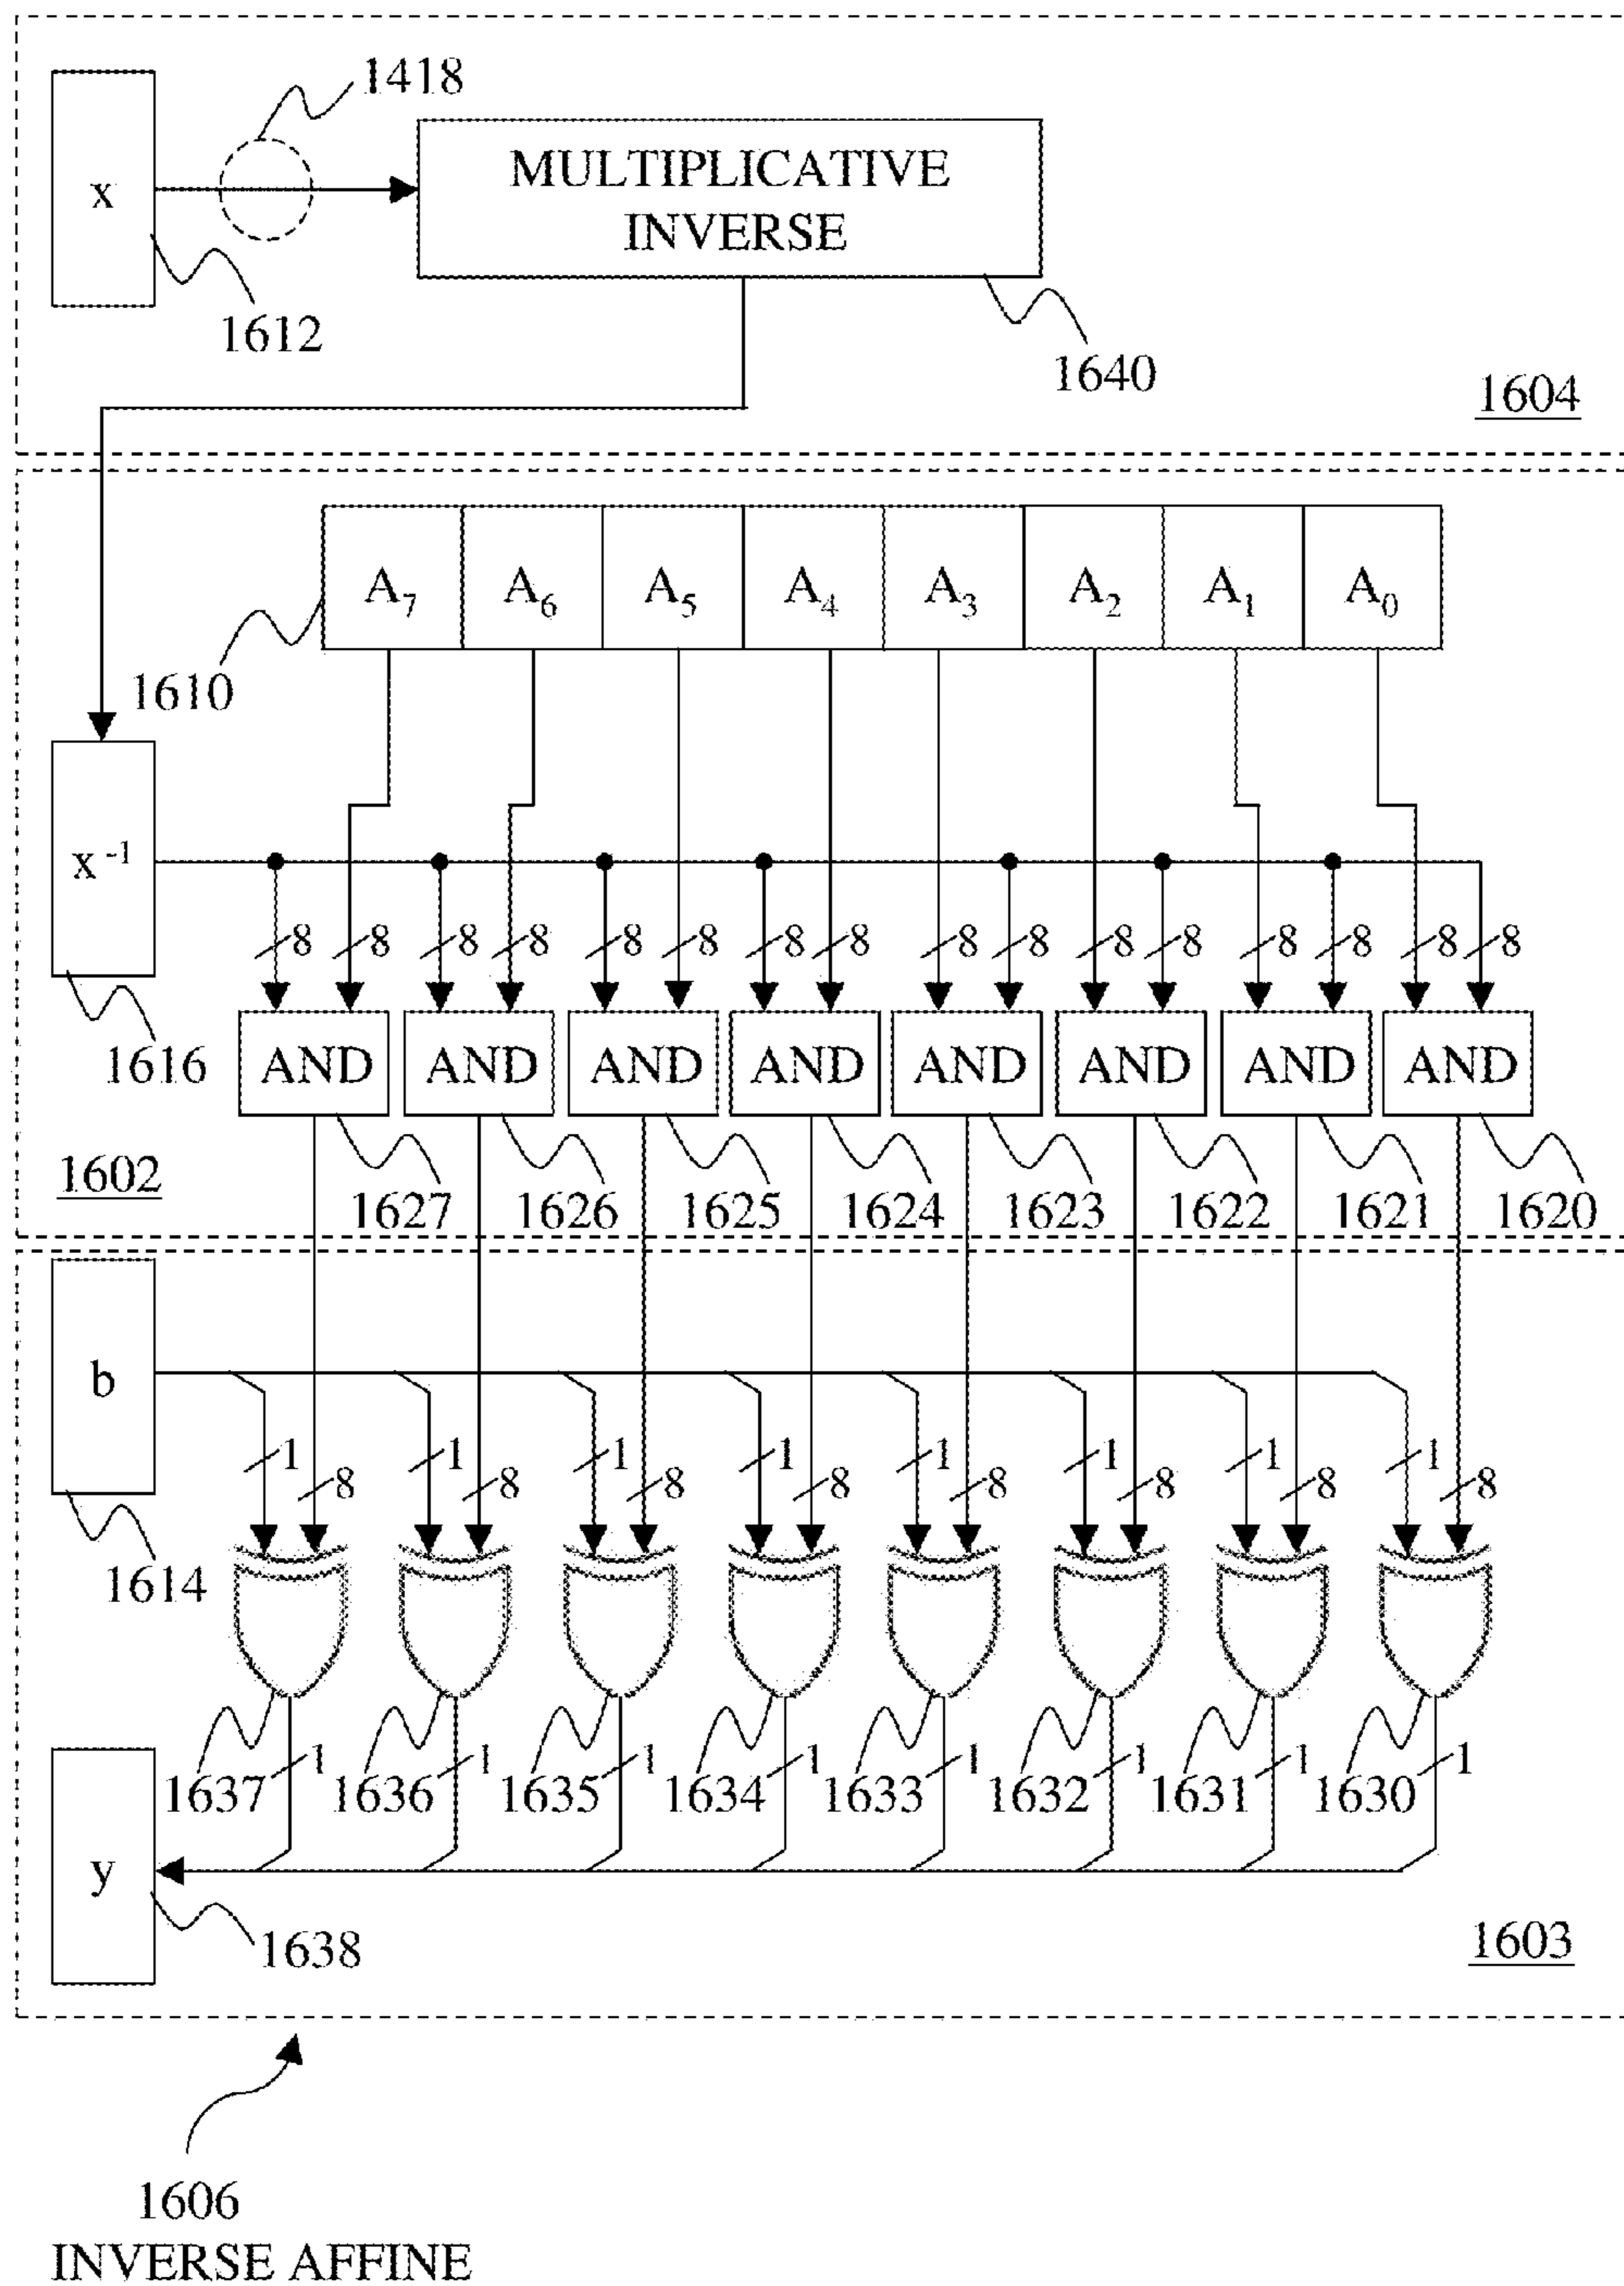 1418
x
MULTIPLICATIVE
INVERSE
1612
1640
1604
A7 A6 A5 A4 A3 A2 A1 A0
1610
x -1
8 8 8 8 8 8 8 8 8 8 8 8 8 8 8 8
AND AND AND AND AND AND AND AND
1616
1602
1627 1626 1625 1624 1623 1622 1621 1620
b
1 1 1 1 1 1 1 1
8 8 8 8 8 8 8 8
1614
1 1 1 1 1 1 1 1
1637 1636 1635 1634 1633 1632 1631 1630
y
1638
1603
1606
INVERSE AFFINE